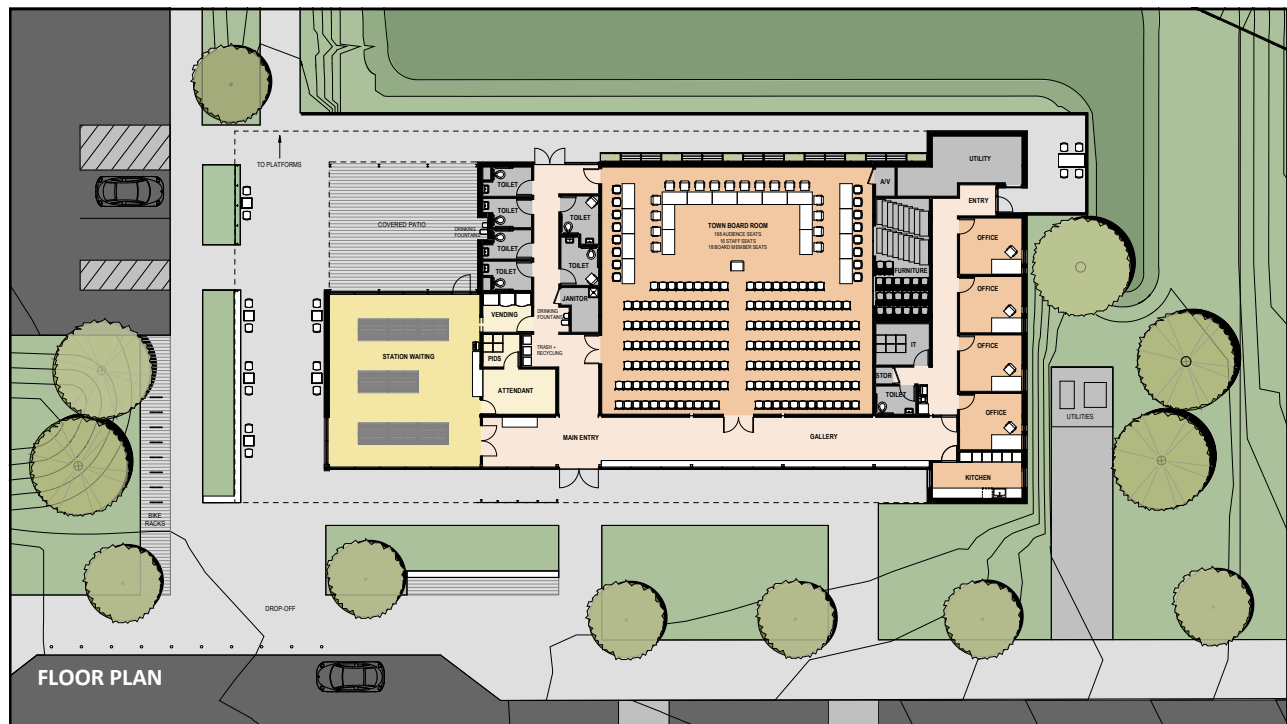 TO PLATFORMS
COVERED PATIO
TOILET
TOILET
DRINKING
FOUNTAINS
TOILET
TOILET
TOILET
TOILET
JANITOR
VENDING
DRINKING
FOUNTAINS
TRASH +
RECYCLING
PIDS
ATTENDANT
STATION WAITING
MAIN ENTRY
GALLERY
TOWN BOARD ROOM
168 AUDIENCE SEATS
16 STAFF SEATS
18 BOARD MEMBER SEATS
A/V
UTILITY
ENTRY
FURNITURE
IT
STOR
TOILET
OFFICE
OFFICE
OFFICE
OFFICE
KITCHEN
UTILITIES
BIKE
RACKS
DROP-OFF
FLOOR PLAN